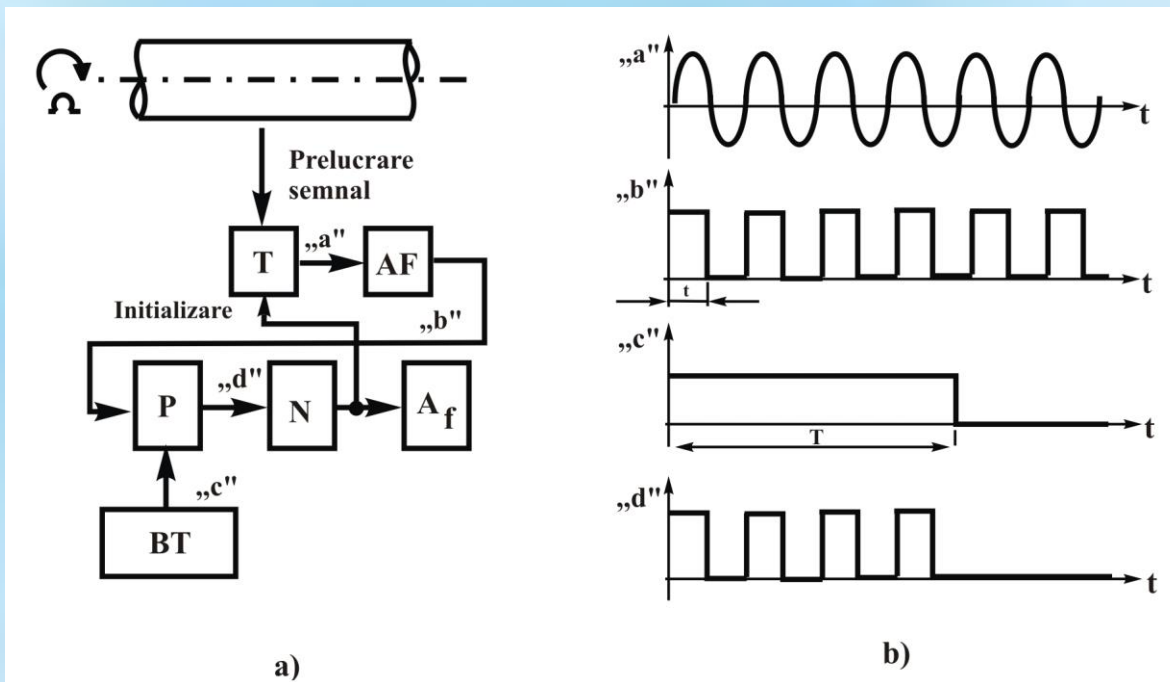 Ω
Prelucrare
semnal
T
„a"
AF
Initializare
„b"
P
„d"
N
A f
„c"
BT
a)
„a"
t
„b"
t
t
„c"
T
t
„d"
t
b)